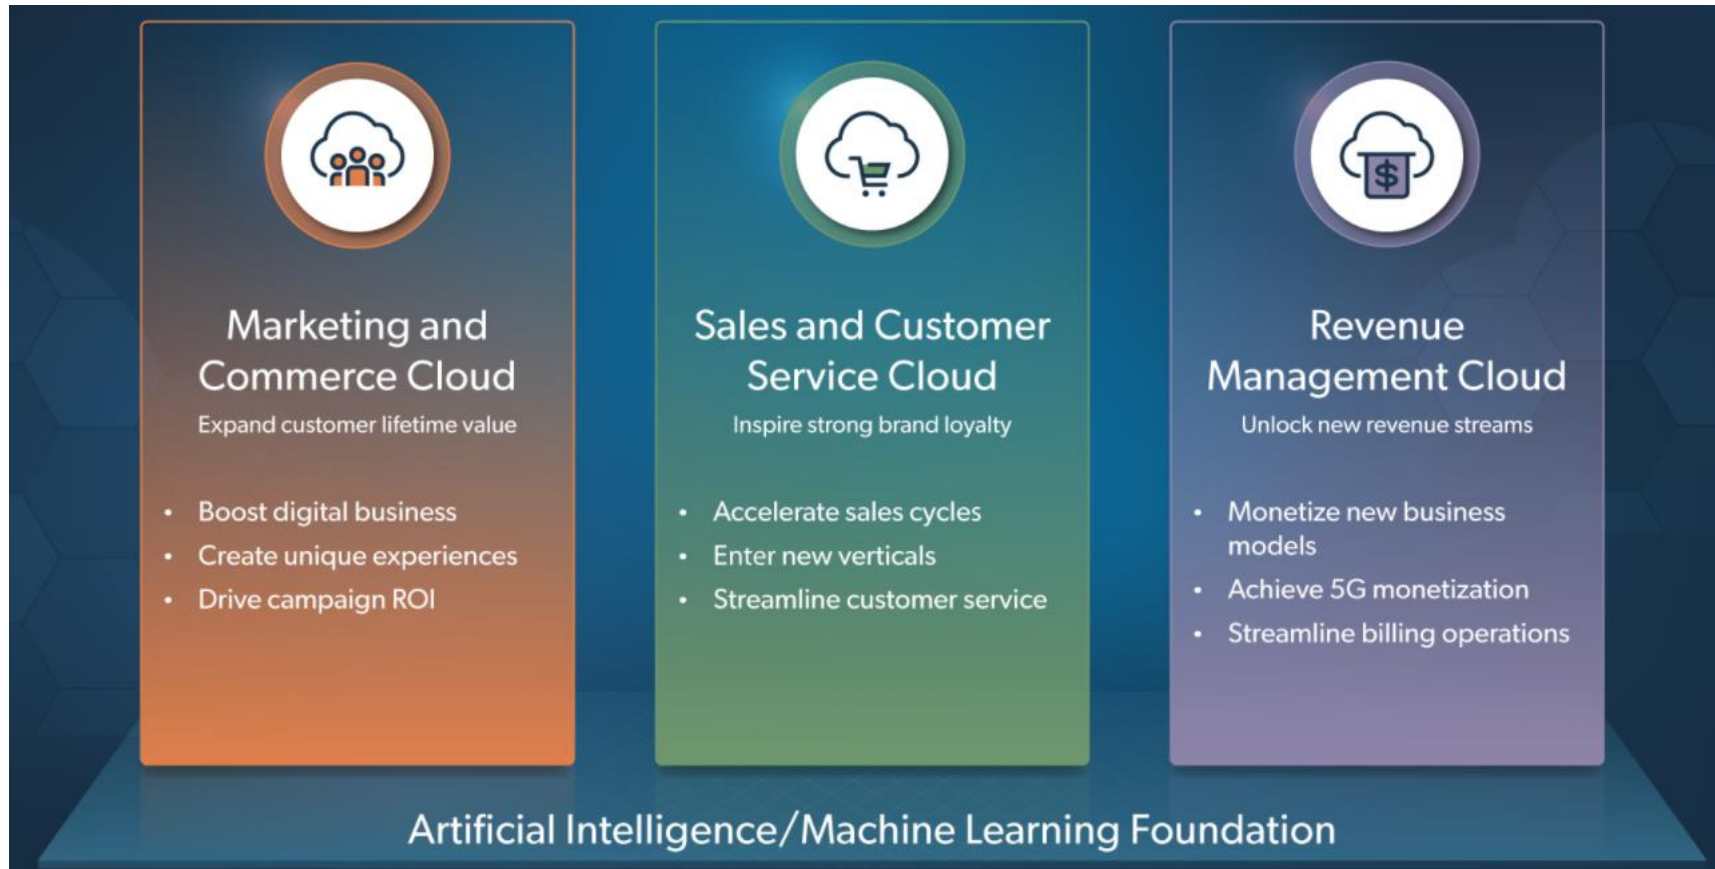 Marketing and
Commerce Cloud
Expand customer lifetime value
• Boost digital business
• Create unique experiences
• Drive campaign ROI
Sales and Customer
Service Cloud
Inspire strong brand loyalty
• Accelerate sales cycles
• Enter new verticals
• Streamline customer service
$
Revenue
Management Cloud
Unlock new revenue streams
• Monetize new business
models
• Achieve 5G monetization
• Streamline billing operations
Artificial Intelligence/Machine Learning Foundation